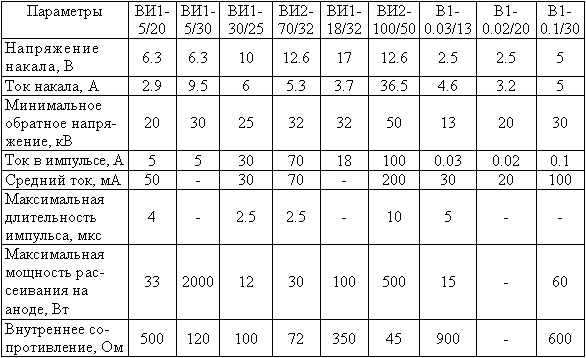 Параметры ВИ1-5/20 ВИ1-5/30 ВИ1-30/25 ВИ2-70/32 ВИ1-18/32 ВИ2-100/50 В1-0.03/13 В1-0.02/20 В1-0.1/30
Напряжение
накала, В 6.3 6.3 10 12.6 17 12.6 2.5 2.5 5
Ток накала, А 2.9 9.5 6 5.3 3.7 36.5 4.6 3.2 5
Минимальное
обратное напря-
жение, кВ 20 30 25 32 32 50 13 20 30
Ток в импульсе, А 5 5 30 70 18 100 0.03 0.02 0.1
Средний ток, мА 50 - 30 70 - 200 30 20 100
Максимальная
длительность
импульса, мкс 4 - 2.5 2.5 - 10 5 - -
Максимальная
мощность рас-
сеивания на
аноде, Вт 33 2000 12 30 100 500 15 - 60
Внутреннее со-
противление, Ом 500 120 100 72 350 45 900 - 600